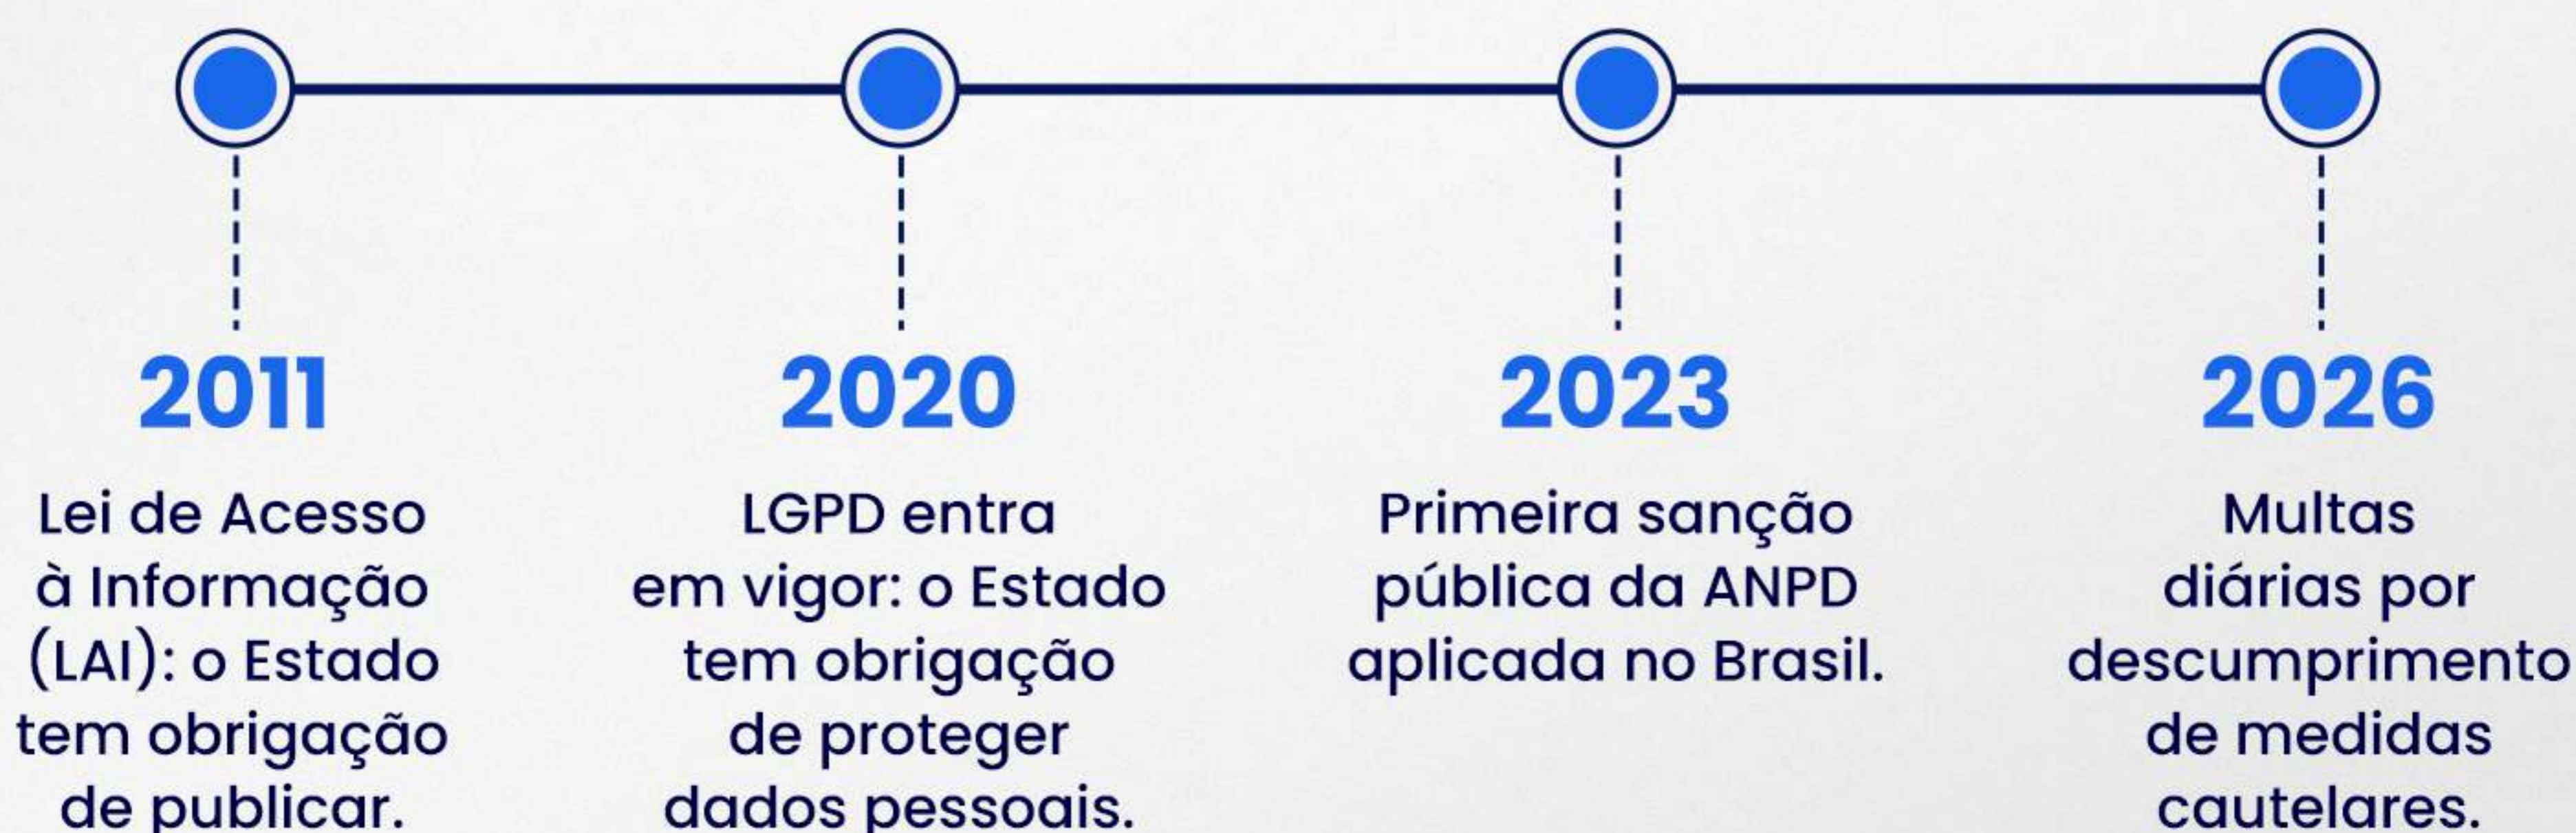 2011
Lei de Acesso
à Informação
(LAI): o Estado
tem obrigação
de publicar.
2020
LGPD entra
em vigor: o Estado
tem obrigação
de proteger
dados pessoais.
2023
Primeira sanção
pública da ANPD
aplicada no Brasil.
2026
Multas
diárias por
descumprimento
de medidas
cautelares.